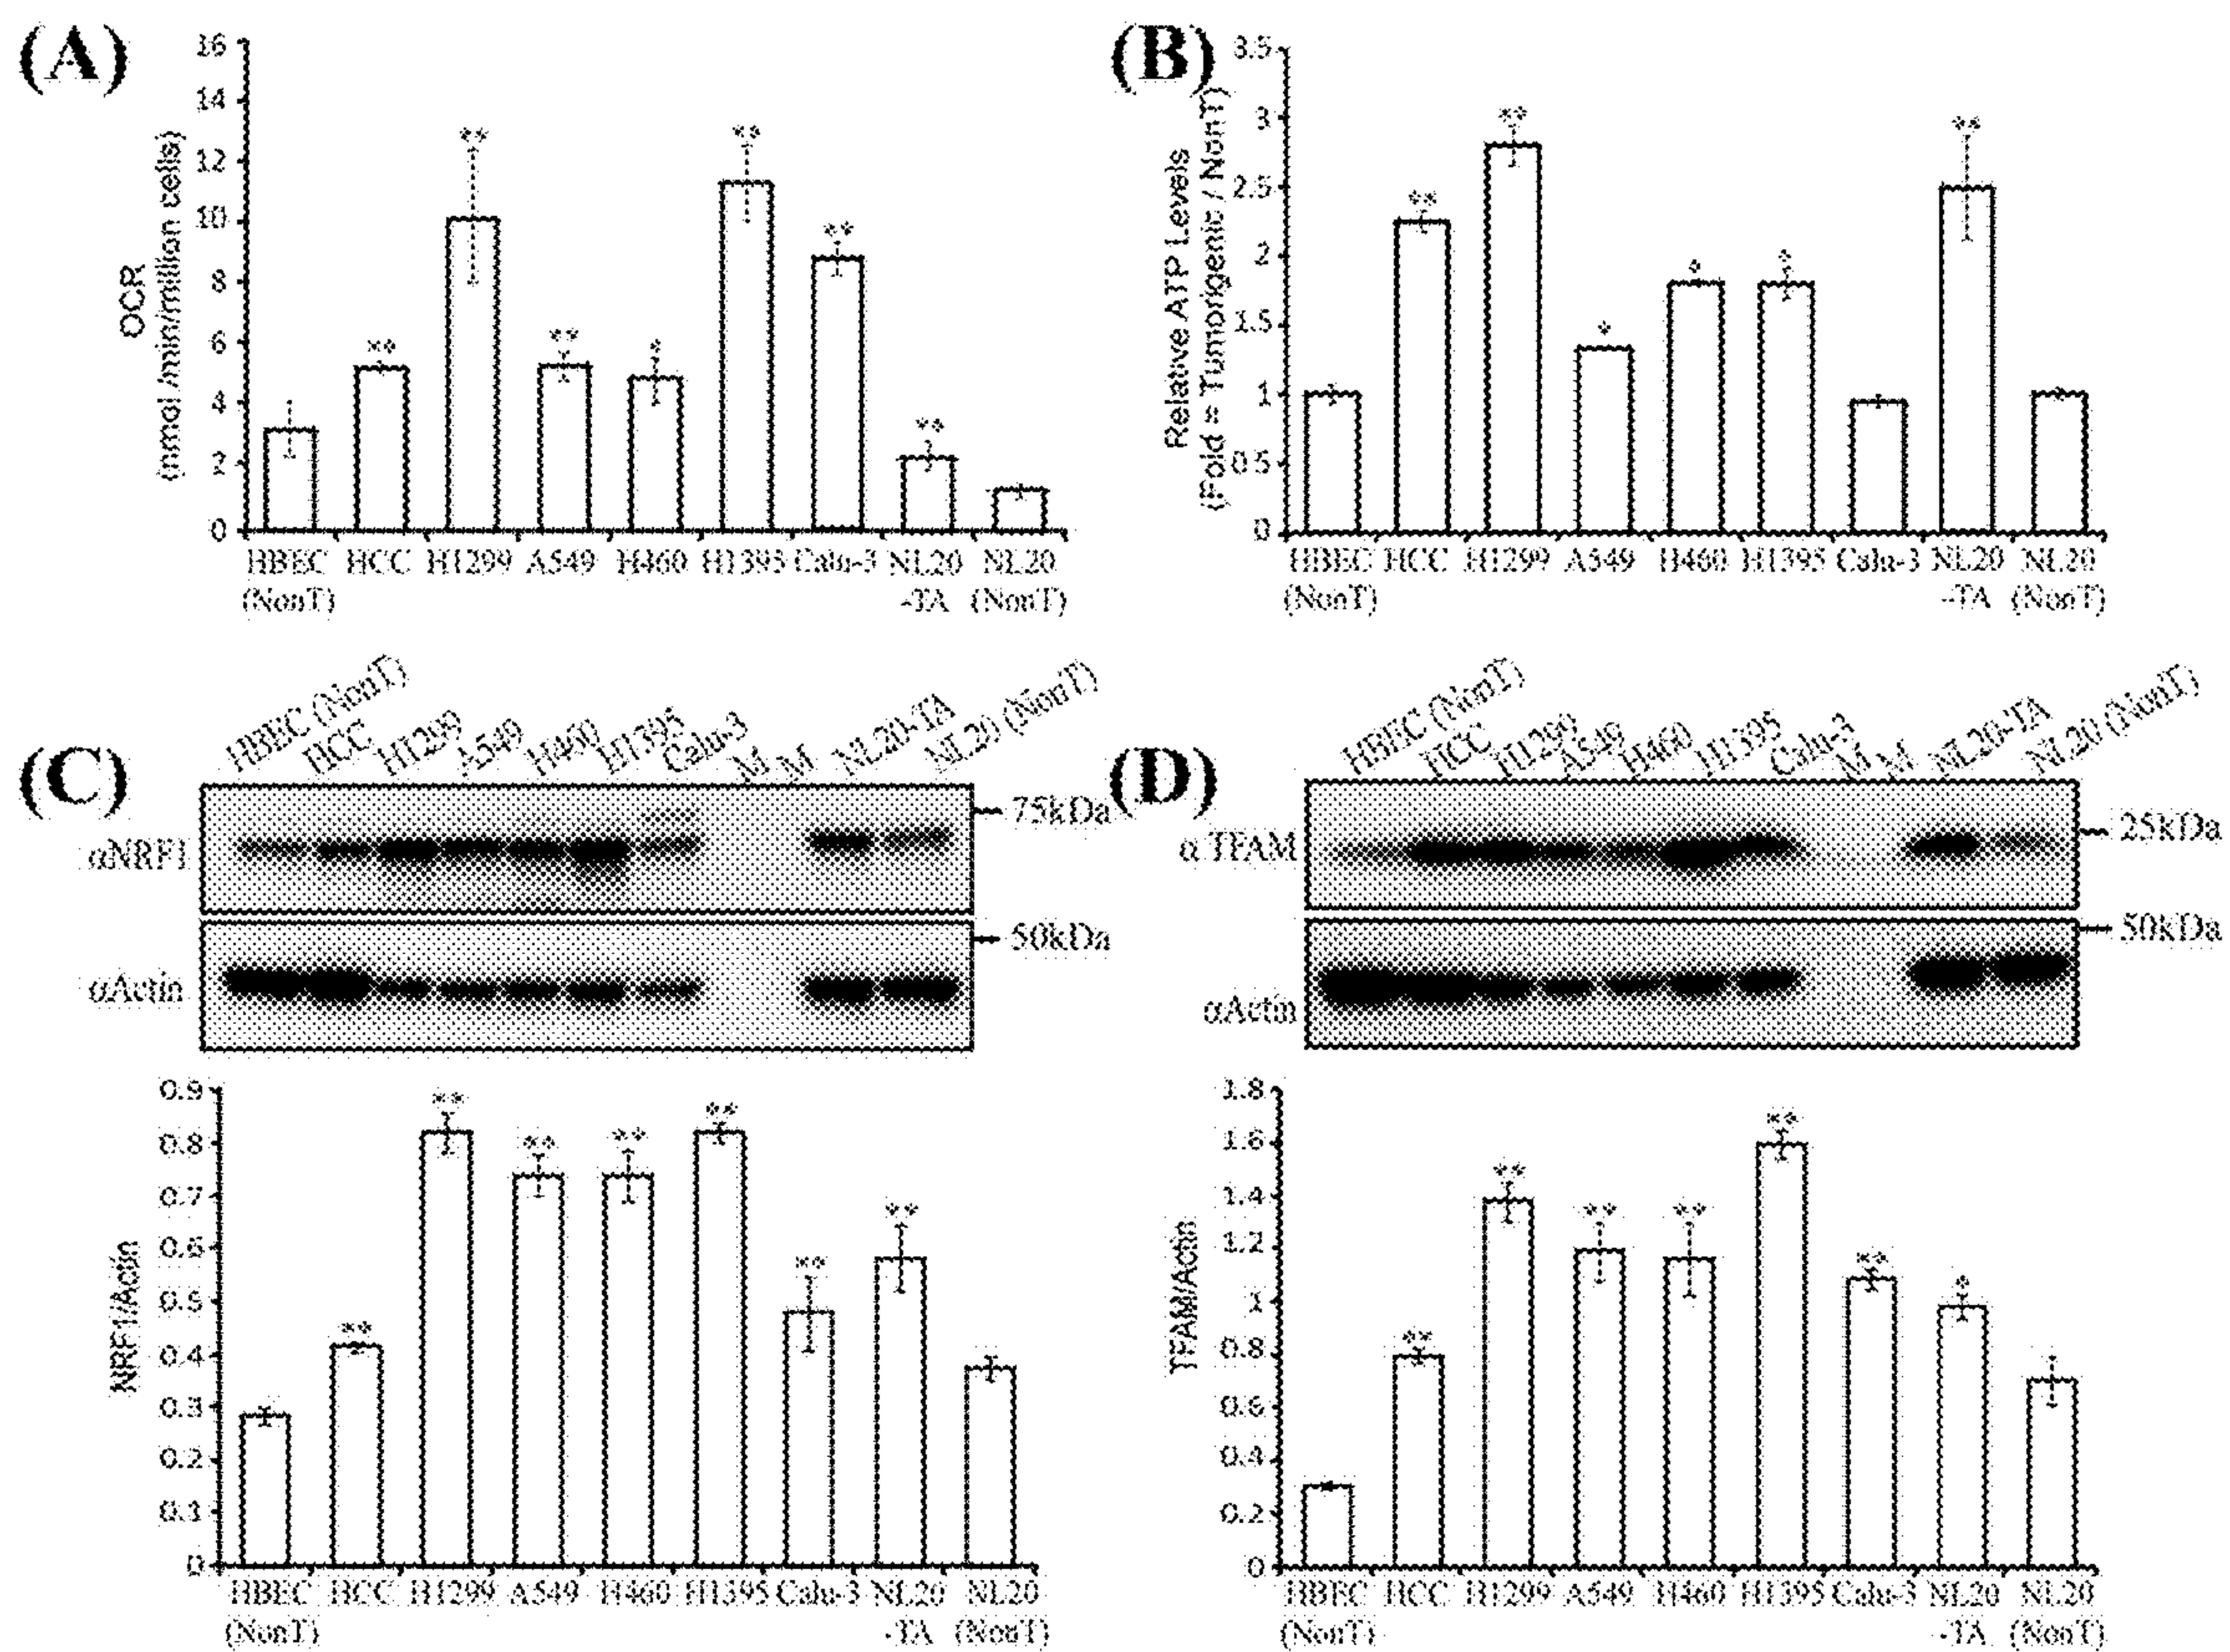 (A)
16
14
12
10
8
6
4
2
0
OCR
(nmol /min/million cells)
** ** ** * ** ** **
HBEC HCC H1299 A549 H460 H1395 Calu-3 NL20 NL20
(NonT) -TA (NonT)
(B)
3.5
3
2.5
2
1.5
1
0.5
0
Relative ATP Levels
(Fold = Tumorigenic / NonT)
** ** * * * **
HBEC HCC H1299 A549 H460 H1395 Calu-3 NL20 NL20
(NonT) -TA (NonT)
(C)
HBEC (NonT) HCC H1299 A549 H460 H1395 Calu-3 M M NL20-TA NL20 (NonT)
αNRF1
75kDa
50kDa
αActin
0.9
0.8
0.7
0.6
0.5
0.4
0.3
0.2
0.1
0
NRF1/Actin
** ** ** ** ** ** **
HBEC HCC H1299 A549 H460 H1395 Calu-3 NL20 NL20
(NonT) -TA (NonT)
(D)
HBEC (NonT) HCC H1299 A549 H460 H1395 Calu-3 M M NL20-TA NL20 (NonT)
α TFAM
25kDa
50kDa
αActin
1.8
1.6
1.4
1.2
1
0.8
0.6
0.4
0.2
0
TFAM/Actin
** ** ** ** ** ** *
HBEC HCC H1299 A549 H460 H1395 Calu-3 NL20 NL20
(NonT) -TA (NonT)